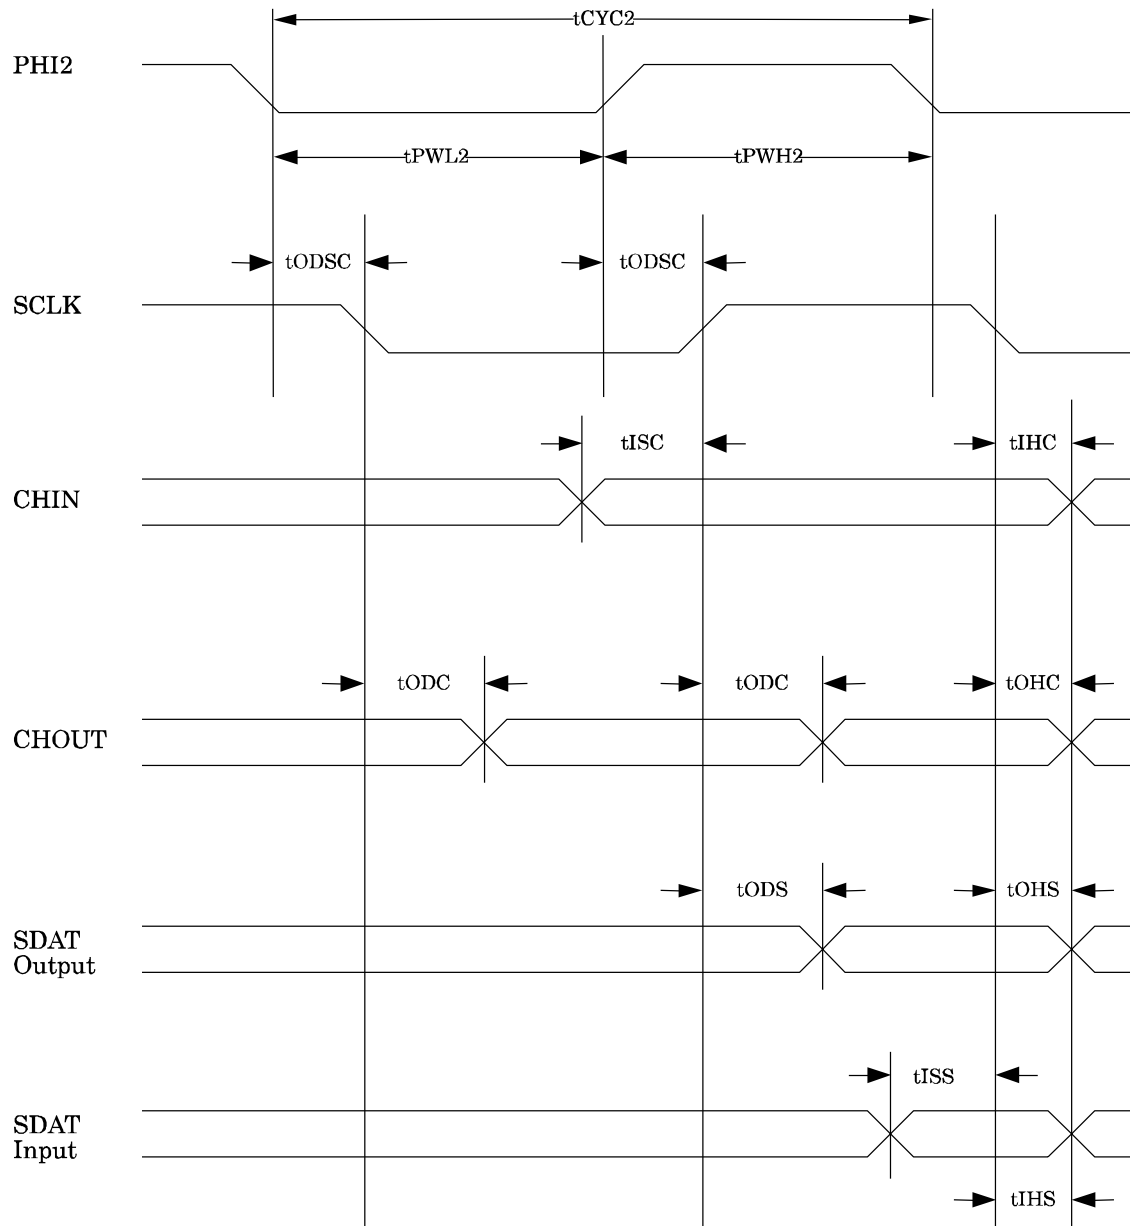 tCYC2
PHI2
tPWL2 tPWH2
tODSC tODSC
SCLK
tISC tIHC
CHIN
tODC tODC tOHC
CHOUT
tODS tOHS
SDAT
Output
tISS
SDAT
Input
tIHS